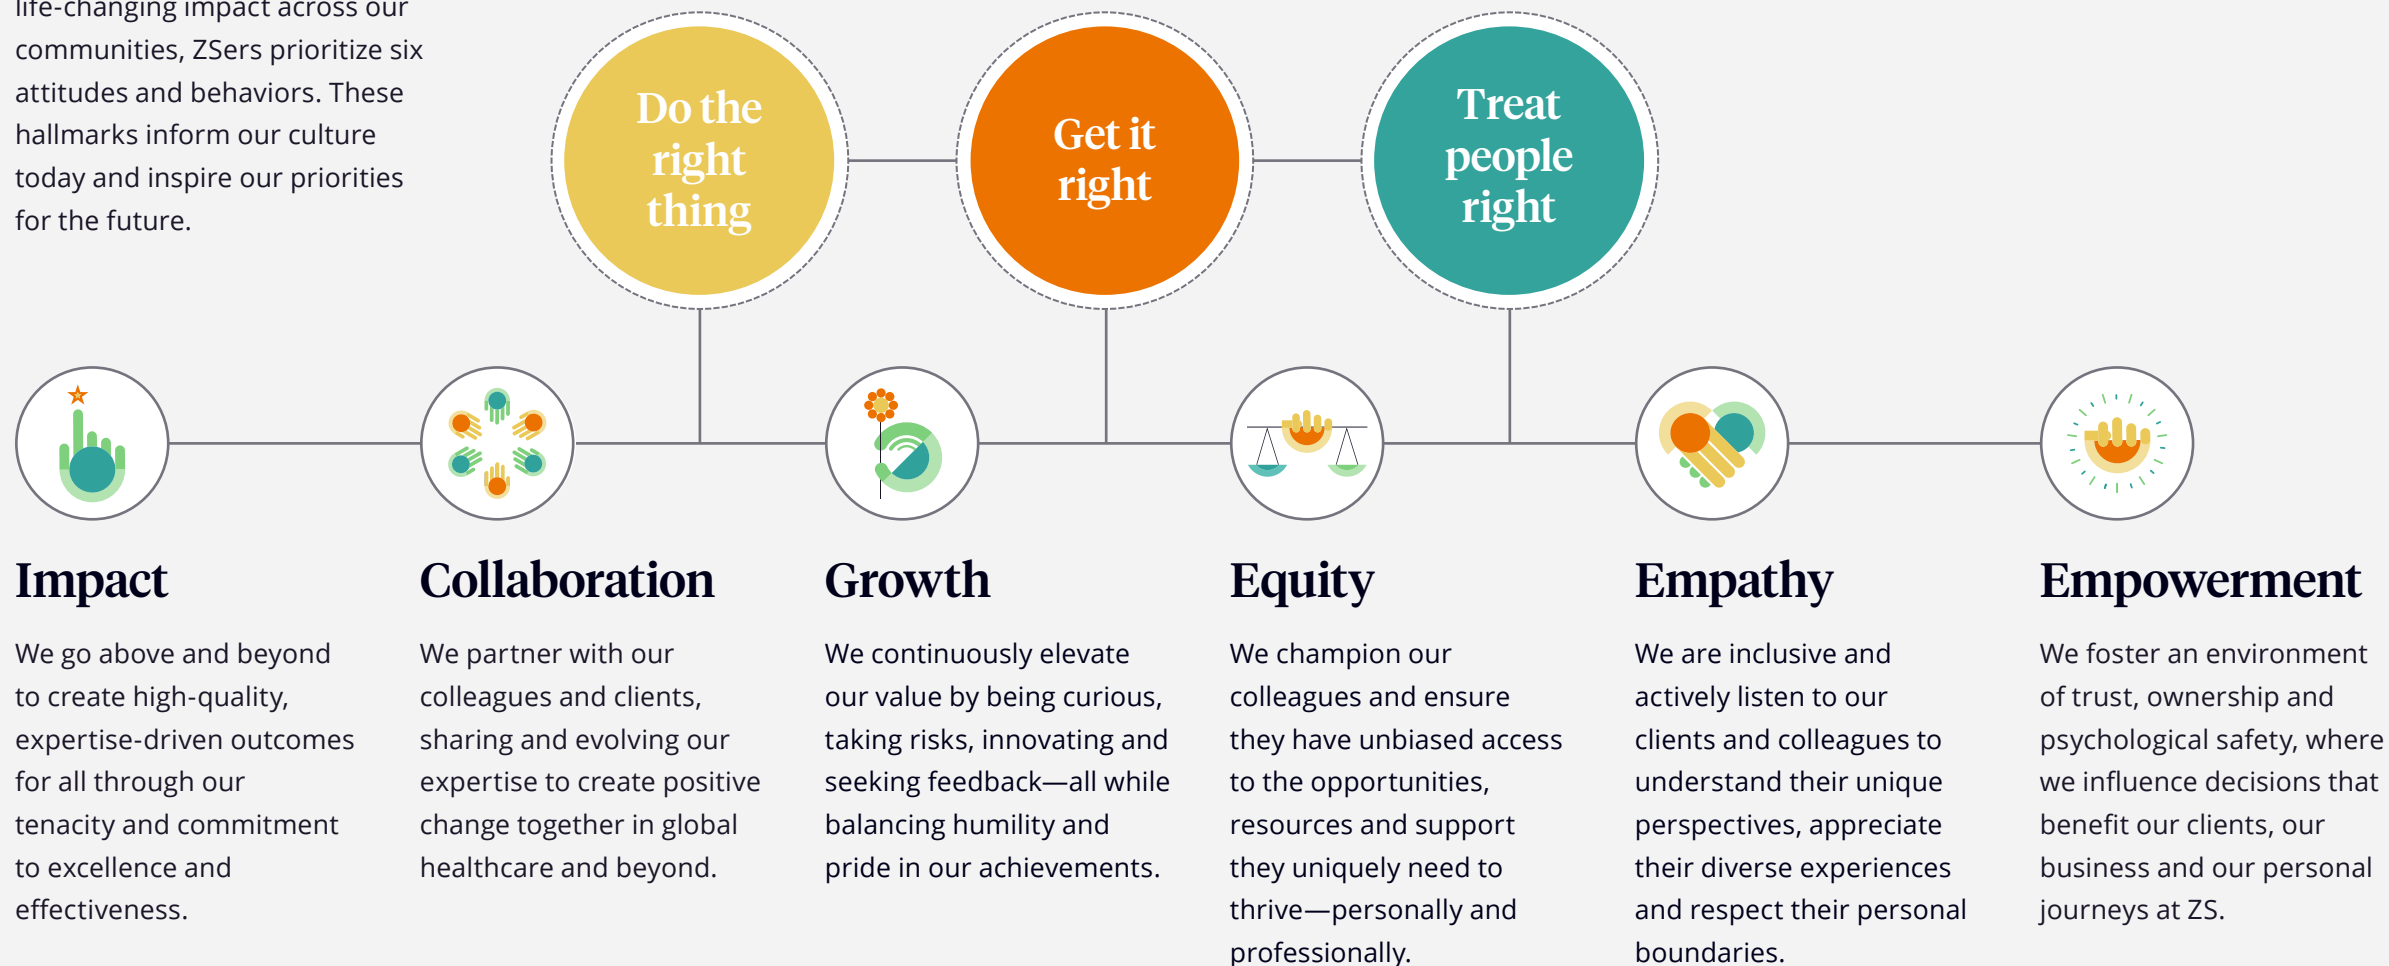 life-changing impact across our
communities, ZSers prioritize six
attitudes and behaviors. These
hallmarks inform our culture
today and inspire our priorities
for the future.
Do the
right
thing
Get it
right
Treat
people
right
Impact
We go above and beyond
to create high-quality,
expertise-driven outcomes
for all through our
tenacity and commitment
to excellence and
effectiveness.
Collaboration
We partner with our
colleagues and clients,
sharing and evolving our
expertise to create positive
change together in global
healthcare and beyond.
Growth
We continuously elevate
our value by being curious,
taking risks, innovating and
seeking feedback—all while
balancing humility and
pride in our achievements.
Equity
We champion our
colleagues and ensure
they have unbiased access
to the opportunities,
resources and support
they uniquely need to
thrive—personally and
professionally.
Empathy
We are inclusive and
actively listen to our
clients and colleagues to
understand their unique
perspectives, appreciate
their diverse experiences
and respect their personal
boundaries.
Empowerment
We foster an environment
of trust, ownership and
psychological safety, where
we influence decisions that
benefit our clients, our
business and our personal
journeys at ZS.